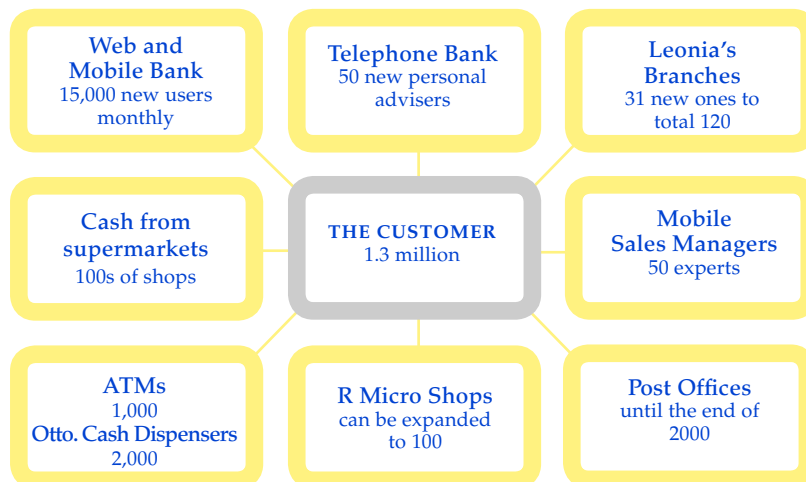 Web and
Mobile Bank
15,000 new users
monthly
Telephone Bank
50 new personal
advisers
Leonia's
Branches
31 new ones to
total 120
Cash from
supermarkets
100s of shops
THE CUSTOMER
1.3 million
Mobile
Sales Managers
50 experts
ATMs
1,000
Otto. Cash Dispensers
2,000
R Micro Shops
can be expanded
to 100
Post Offices
until the end of
2000